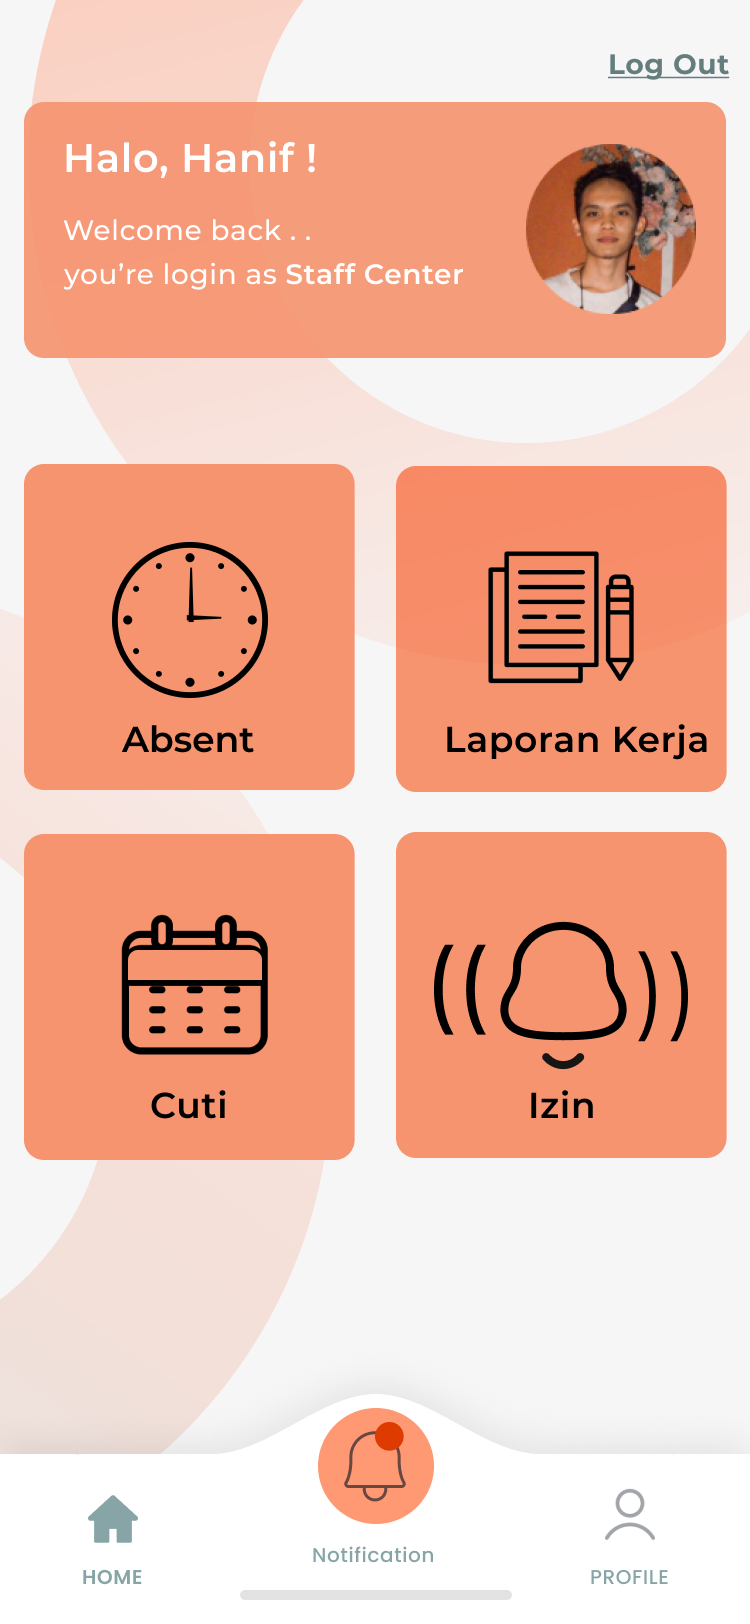 Log Out
Halo, Hanif !
Welcome back . .
you’re login as Staff Center
Absent
Laporan Kerja
Cuti
Izin
Notification
HOME
PROFILE